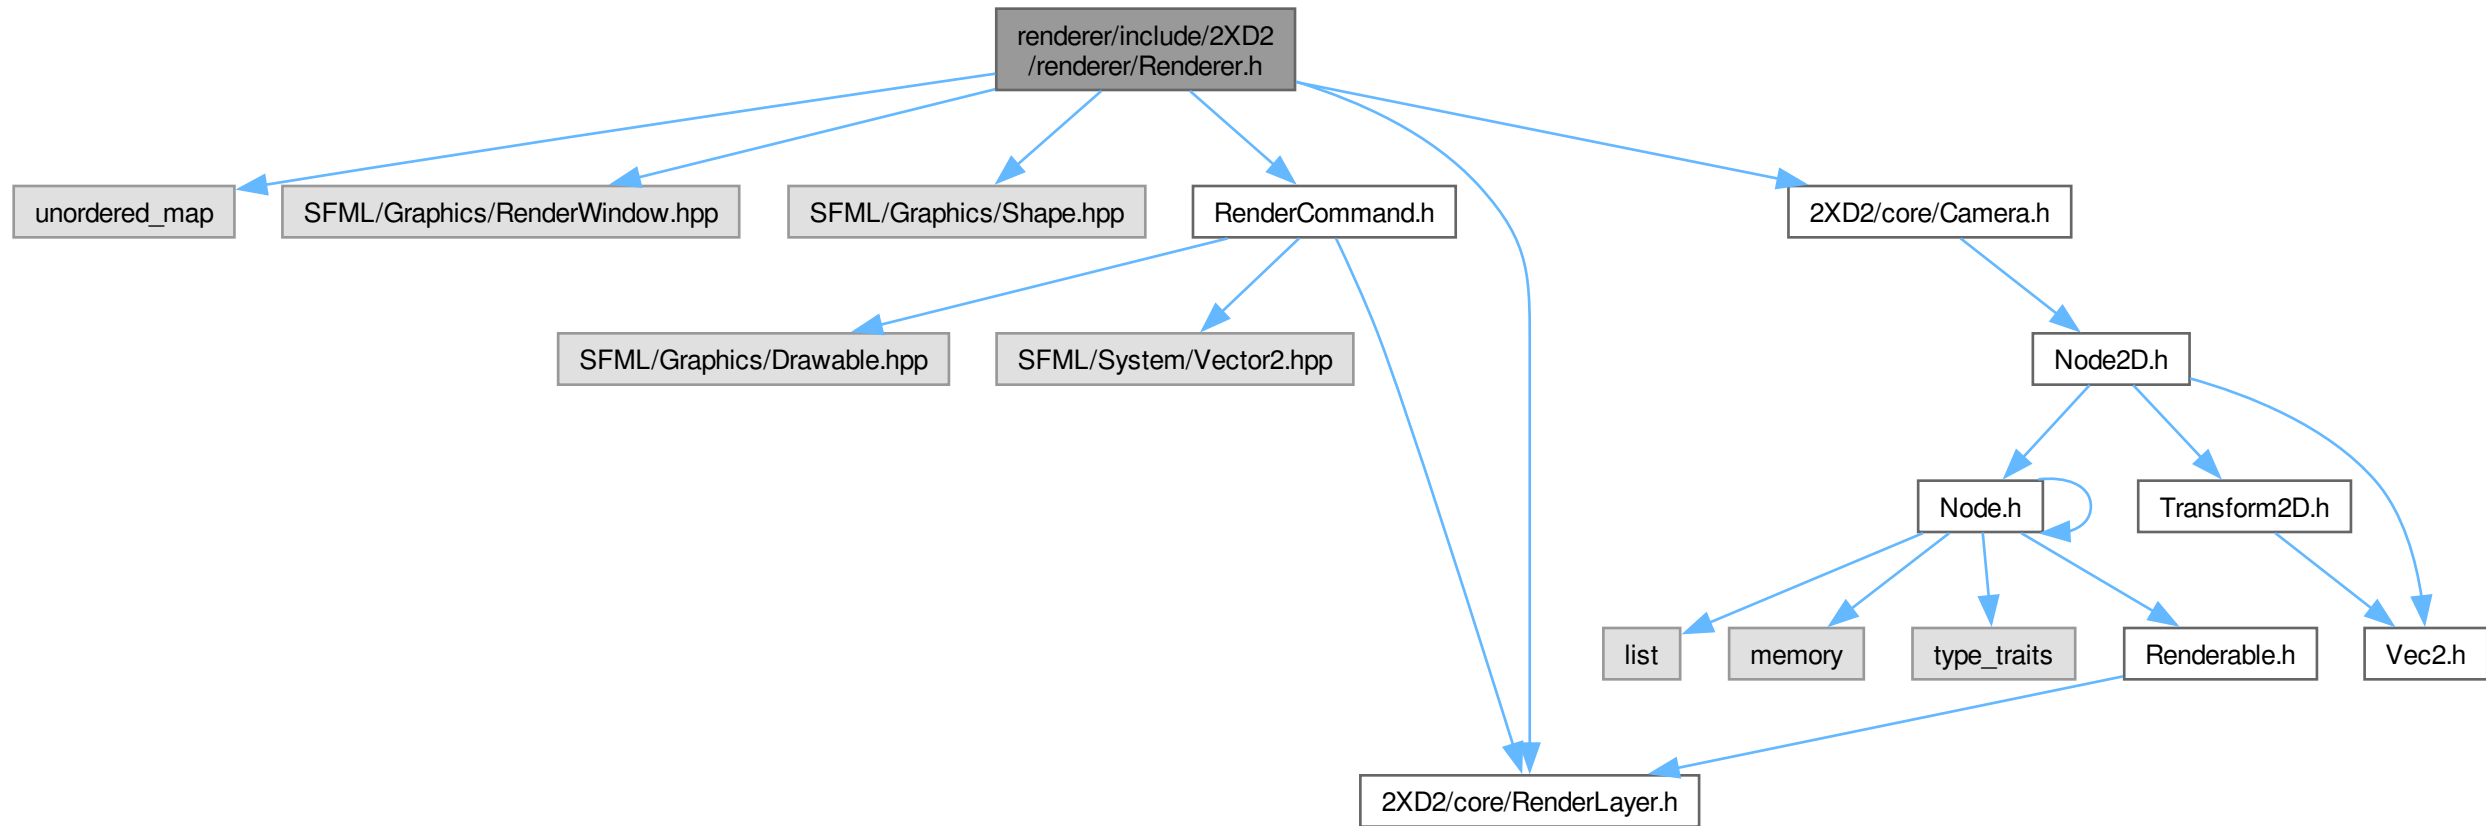 renderer/include/2XD2
/renderer/Renderer.h
unordered_map
SFML/Graphics/RenderWindow.hpp
SFML/Graphics/Shape.hpp
RenderCommand.h
2XD2/core/Camera.h
SFML/Graphics/Drawable.hpp
SFML/System/Vector2.hpp
Node2D.h
Node.h
Transform2D.h
list
memory
type_traits
Renderable.h
Vec2.h
2XD2/core/RenderLayer.h